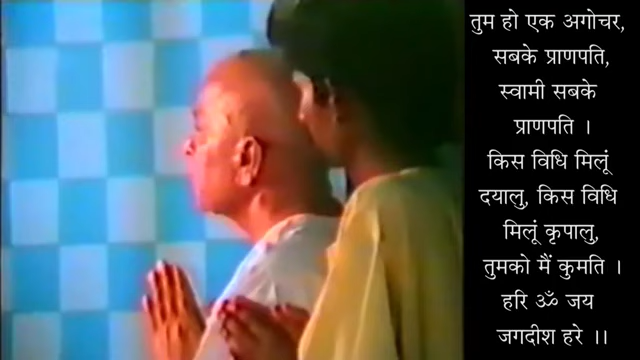 तुम हो एक अगोचर,
सबके प्राणपति,
स्वामी सबके
प्राणपति ।
किस विधि मिलूं
दयालु, किस विधि
मिलूं कृपालु,
तुमको मैं कुमति ।
हरि ॐ जय
जगदीश हरे ।।